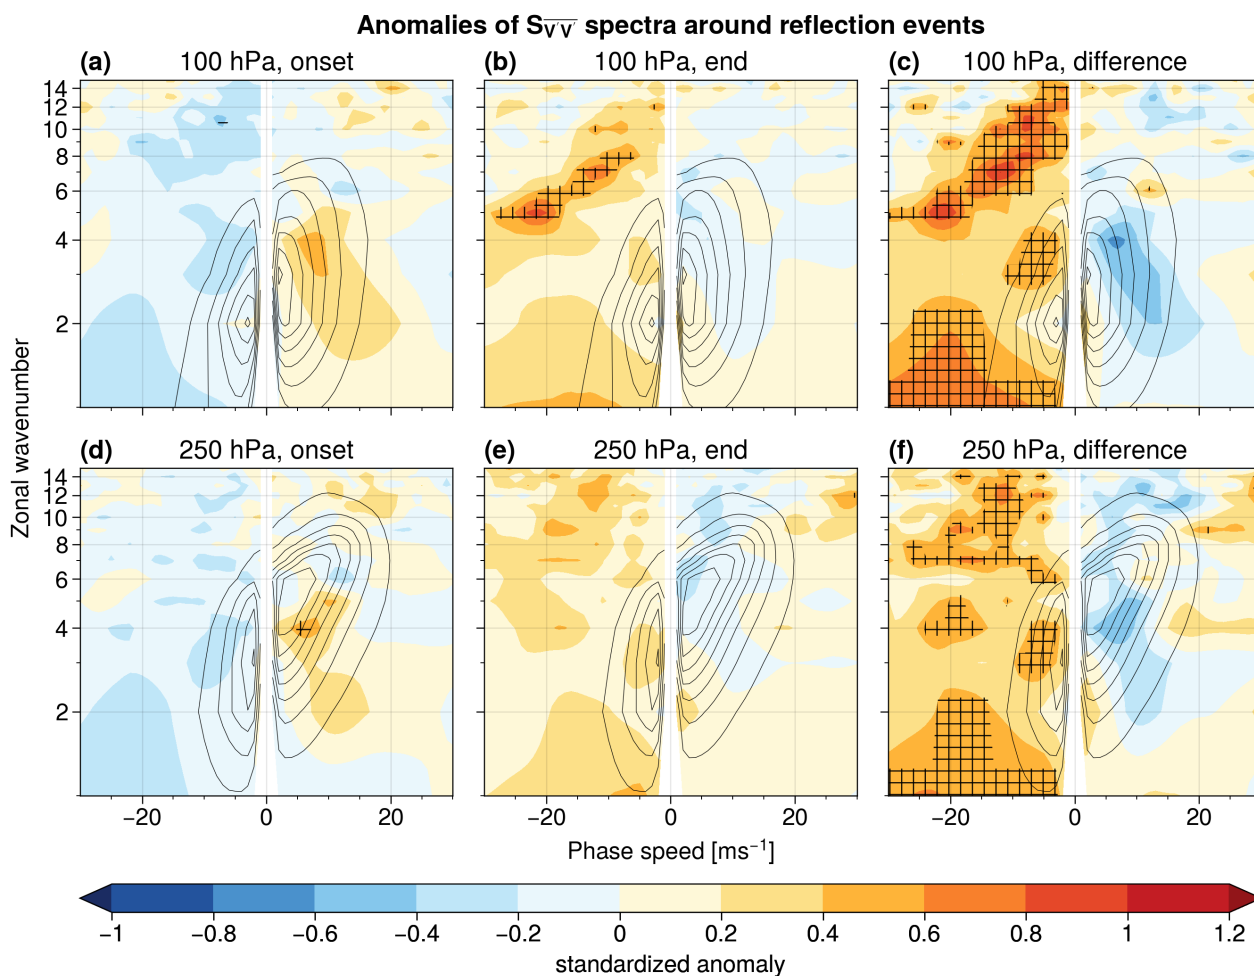 Anomalies of S_V'V' spectra around reflection events
(a) 100 hPa, onset
(b) 100 hPa, end
(c) 100 hPa, difference
14
12
10
8
6
4
2
(d) 250 hPa, onset
(e) 250 hPa, end
(f) 250 hPa, difference
14
12
10
8
6
4
2
Zonal wavenumber
−20 0 20 −20 0 20 −20 0 20
Phase speed [ms⁻¹]
−1 −0.8 −0.6 −0.4 −0.2 0 0.2 0.4 0.6 0.8 1 1.2
standardized anomaly